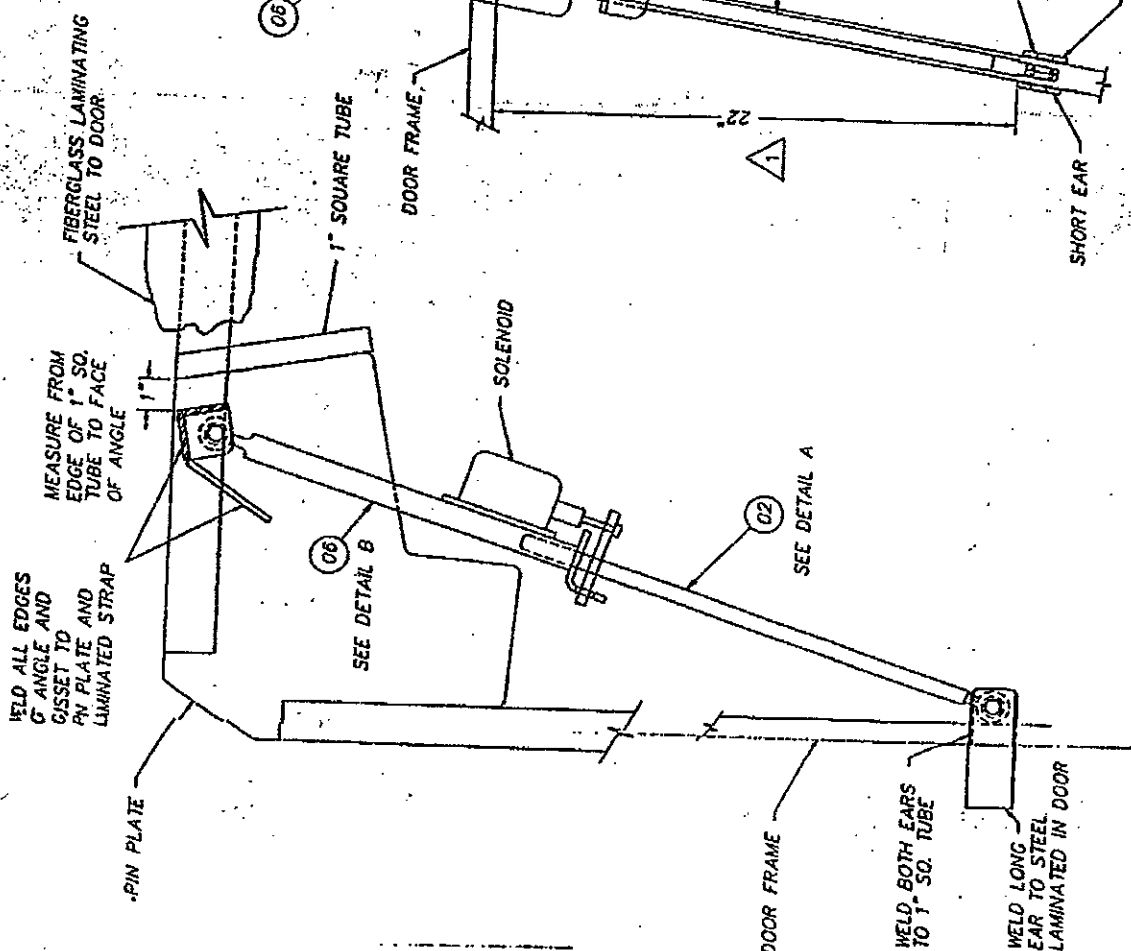 WELD ALL EDGES
ANGLE AND
GISSET TO
PIN PLATE AND
LAMINATED STRAP
MEASURE FROM
EDGE OF 1" SQ.
TUBE TO FACE
OF ANGLE
1"
FIBERGLASS LAMINATING
STEEL TO DOOR
06
PIN PLATE
1" SQUARE TUBE
DOOR FRAME
22"
1
SHORT EAR
06
SEE DETAIL B
SOLENOID
02
SEE DETAIL A
DOOR FRAME
WELD BOTH EARS
TO 1" SQ. TUBE
WELD LONG
EAR TO STEEL
LAMINATED IN DOOR